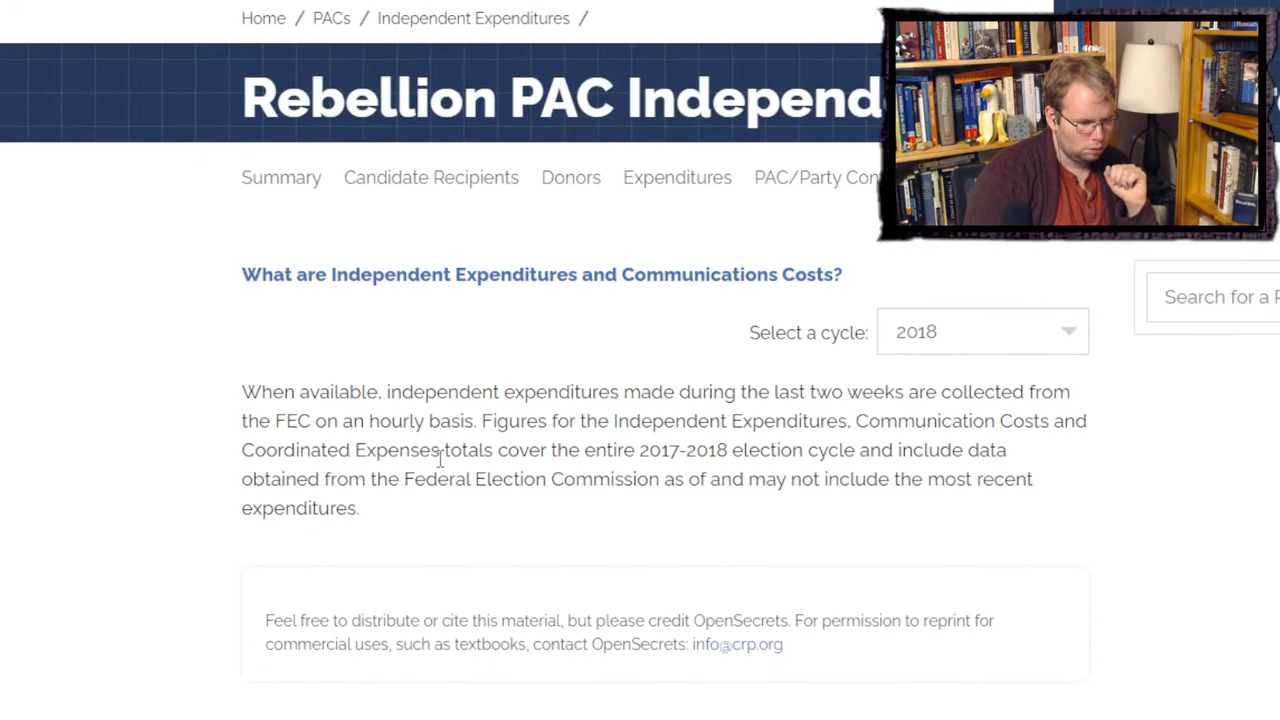 Home / PACs / Independent Expenditures /
Rebellion PAC Independ
Summary Candidate Recipients Donors Expenditures PAC/Party Con
What are Independent Expenditures and Communications Costs?
Select a cycle: 2018
Search for a P
When available, independent expenditures made during the last two weeks are collected from
the FEC on an hourly basis. Figures for the Independent Expenditures, Communication Costs and
Coordinated Expenses totals cover the entire 2017-2018 election cycle and include data
obtained from the Federal Election Commission as of and may not include the most recent
expenditures.
Feel free to distribute or cite this material, but please credit OpenSecrets. For permission to reprint for
commercial uses, such as textbooks, contact OpenSecrets: info@crp.org